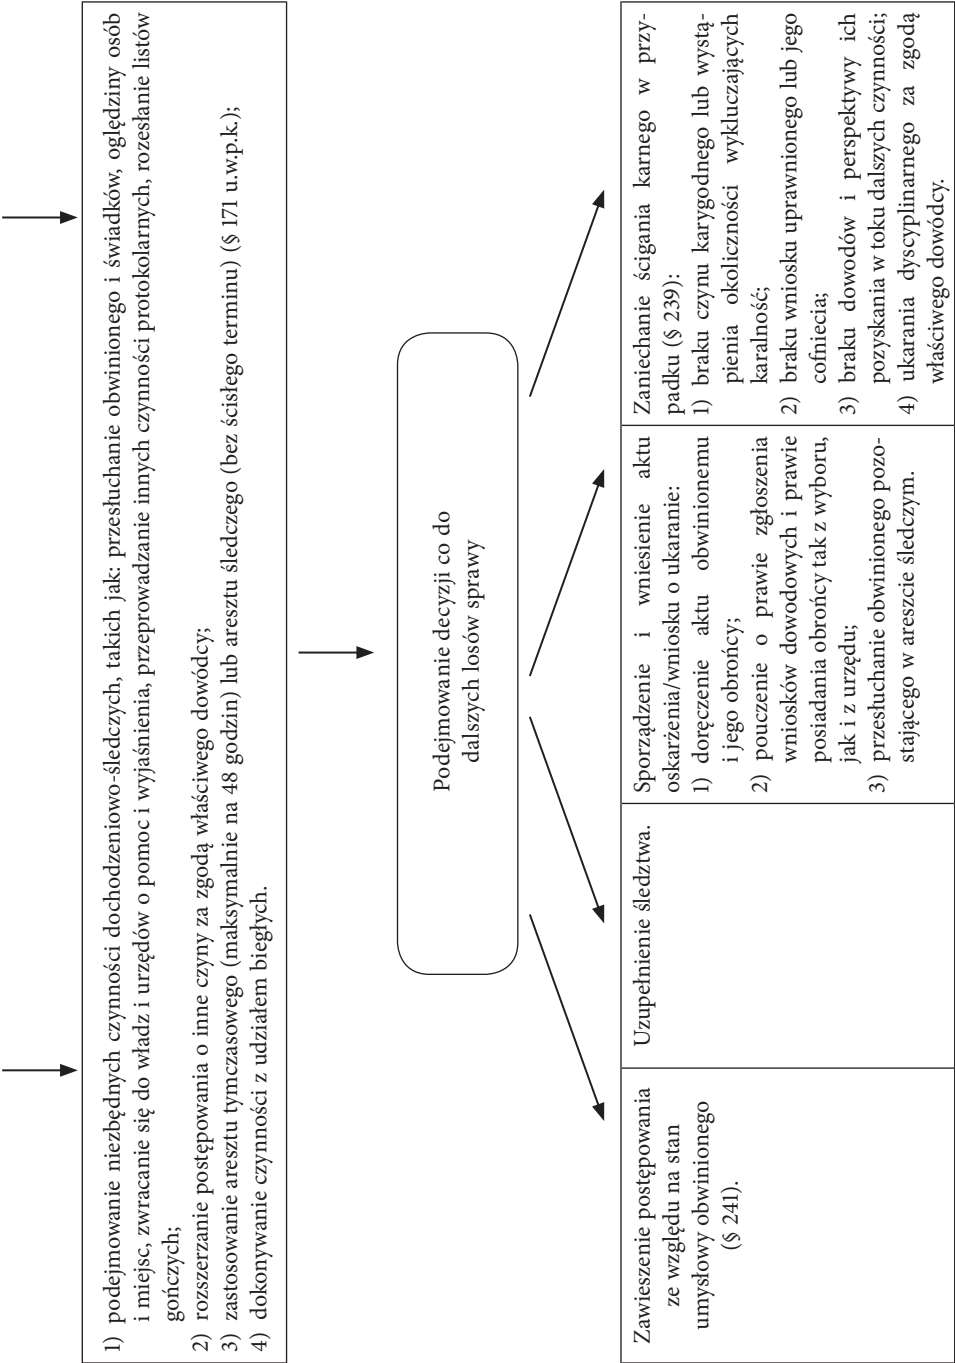 1) podejmowanie niezbędnych czynności dochodzeniowo-śledczych, takich jak: przesłuchanie obwinionego i świadków, oględziny osób
i miejsc, zwracanie się do władz i urzędów o pomoc i wyjaśnienia, przeprowadzanie innych czynności protokolarnych, rozesłanie listów
gończych;
2) rozszerzanie postępowania o inne czyny za zgodą właściwego dowódcy;
3) zastosowanie aresztu tymczasowego (maksymalnie na 48 godzin) lub aresztu śledczego (bez ścisłego terminu) (§ 171 u.w.p.k.);
4) dokonywanie czynności z udziałem biegłych.
Podejmowanie decyzji co do
dalszych losów sprawy
Zawieszenie postępowania
ze względu na stan
umysłowy obwinionego
(§ 241).
Uzupełnienie śledztwa.
Sporządzenie i wniesienie aktu
oskarżenia/wniosku o ukaranie:
1) doręczenie aktu obwinionemu
i jego obrońcy;
2) pouczenie o prawie zgłoszenia
wniosków dowodowych i prawie
posiadania obrońcy tak z wyboru,
jak i z urzędu;
3) przesłuchanie obwinionego pozo-
stającego w areszcie śledczym.
Zaniechanie ścigania karnego w przy-
padku (§ 239):
1) braku czynu karygodnego lub wystą-
pienia okoliczności wykluczających
karalność;
2) braku wniosku uprawnionego lub jego
cofniecia;
3) braku dowodów i perspektywy ich
pozyskania w toku dalszych czynności;
4) ukarania dyscyplinarnego za zgodą
właściwego dowódcy.